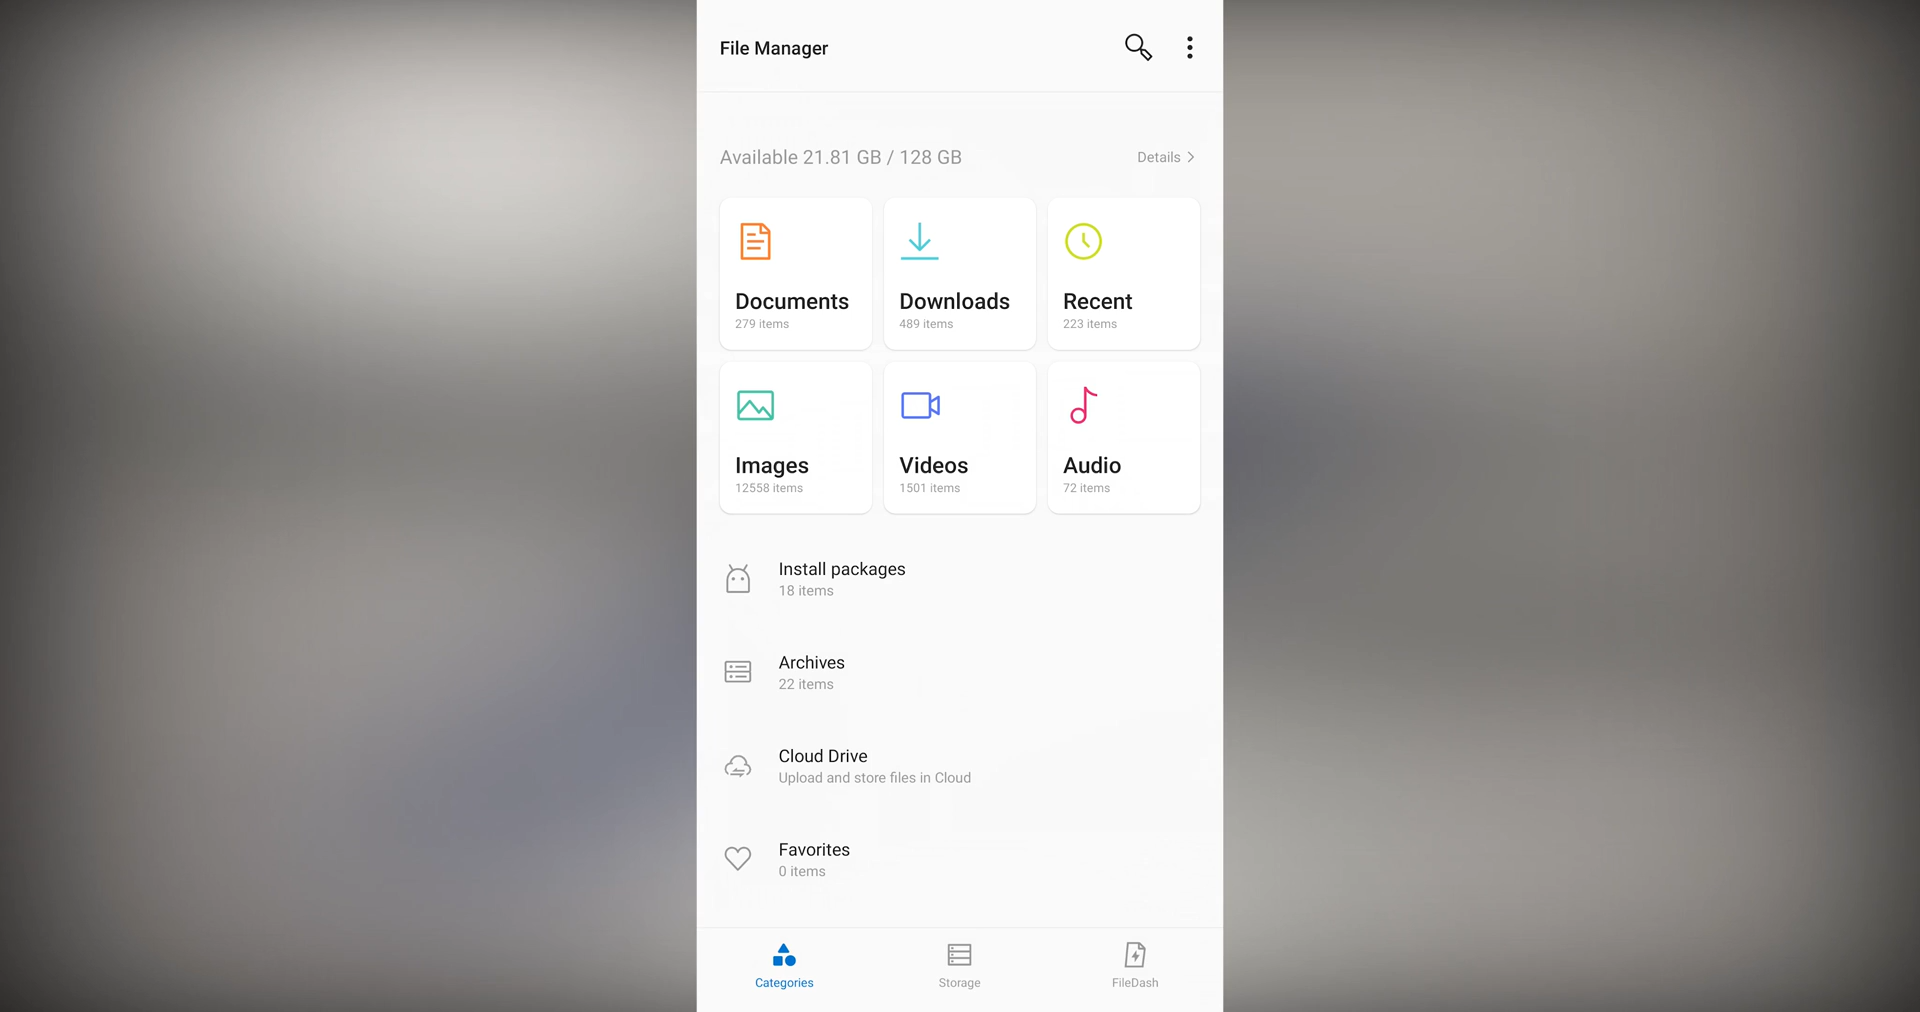 File Manager
Available 21.81 GB / 128 GB
Details
Documents
279 items
Downloads
489 items
Recent
223 items
Images
12558 items
Videos
1501 items
Audio
72 items
Install packages
18 items
Archives
22 items
Cloud Drive
Upload and store files in Cloud
Favorites
0 items
Categories
Storage
FileDash